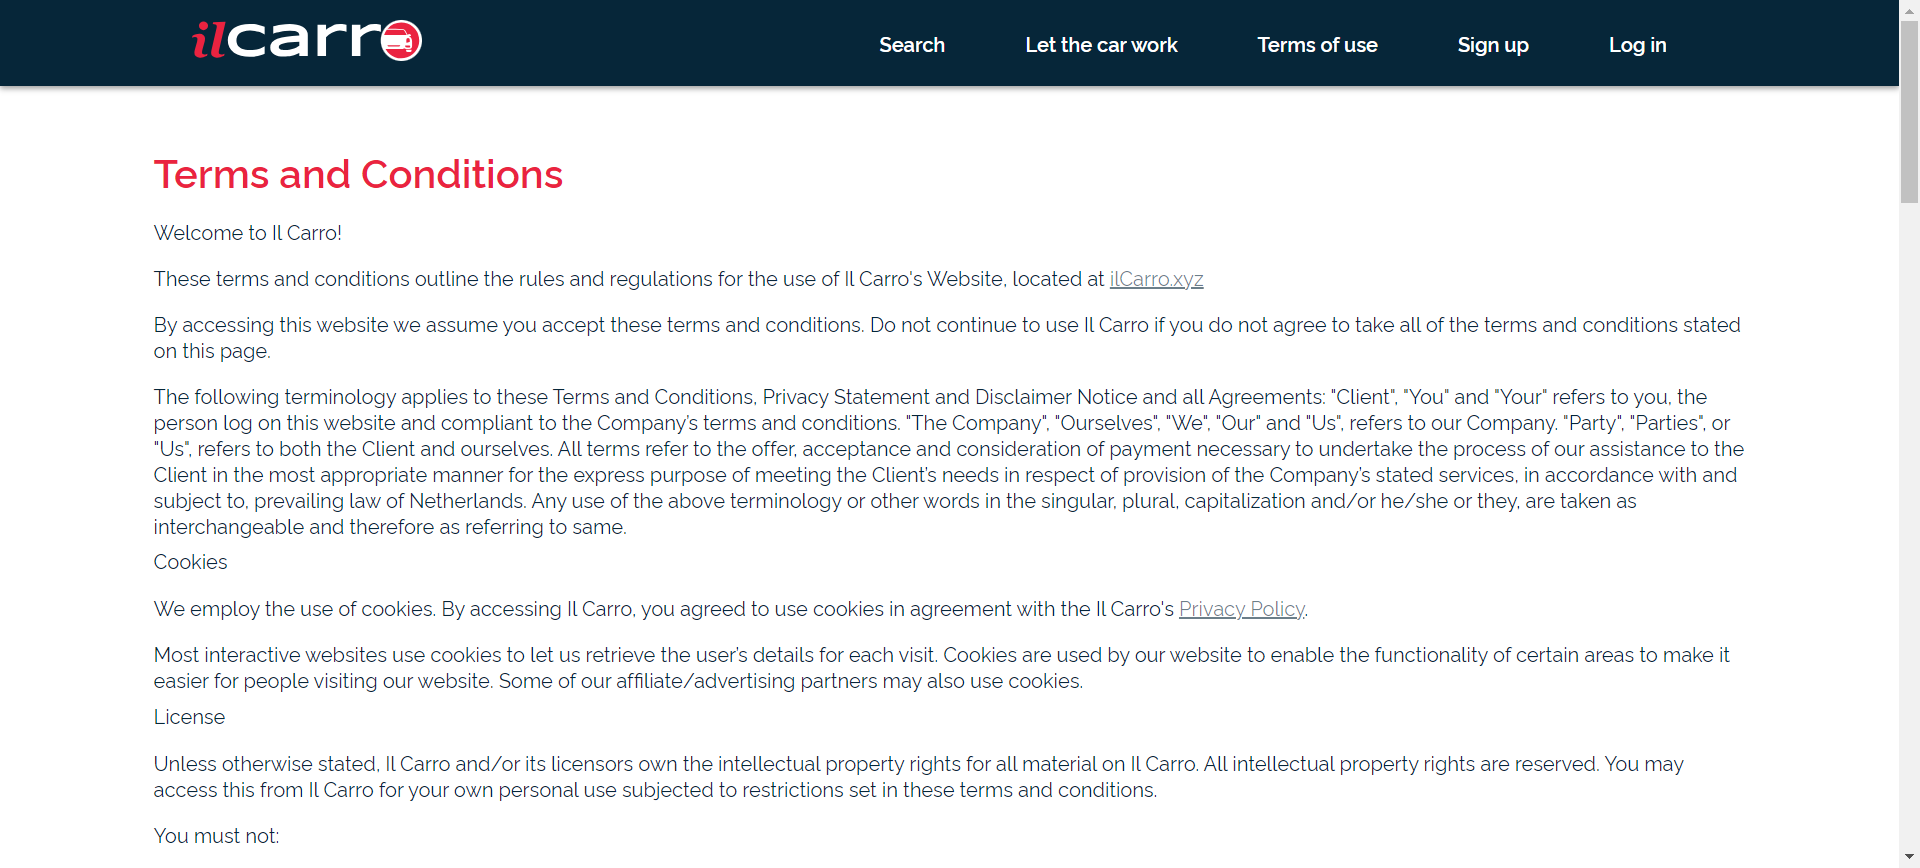 ilcarro
Search Let the car work Terms of use Sign up Log in
Terms and Conditions
Welcome to Il Carro!
These terms and conditions outline the rules and regulations for the use of Il Carro's Website, located at ilCarro.xyz
By accessing this website we assume you accept these terms and conditions. Do not continue to use Il Carro if you do not agree to take all of the terms and conditions stated
on this page.
The following terminology applies to these Terms and Conditions, Privacy Statement and Disclaimer Notice and all Agreements: "Client", "You" and "Your" refers to you, the
person log on this website and compliant to the Company’s terms and conditions. "The Company", "Ourselves", "We", "Our" and "Us", refers to our Company. "Party", "Parties", or
"Us", refers to both the Client and ourselves. All terms refer to the offer, acceptance and consideration of payment necessary to undertake the process of our assistance to the
Client in the most appropriate manner for the express purpose of meeting the Client’s needs in respect of provision of the Company’s stated services, in accordance with and
subject to, prevailing law of Netherlands. Any use of the above terminology or other words in the singular, plural, capitalization and/or he/she or they, are taken as
interchangeable and therefore as referring to same.
Cookies
We employ the use of cookies. By accessing Il Carro, you agreed to use cookies in agreement with the Il Carro's Privacy Policy.
Most interactive websites use cookies to let us retrieve the user’s details for each visit. Cookies are used by our website to enable the functionality of certain areas to make it
easier for people visiting our website. Some of our affiliate/advertising partners may also use cookies.
License
Unless otherwise stated, Il Carro and/or its licensors own the intellectual property rights for all material on Il Carro. All intellectual property rights are reserved. You may
access this from Il Carro for your own personal use subjected to restrictions set in these terms and conditions.
You must not: